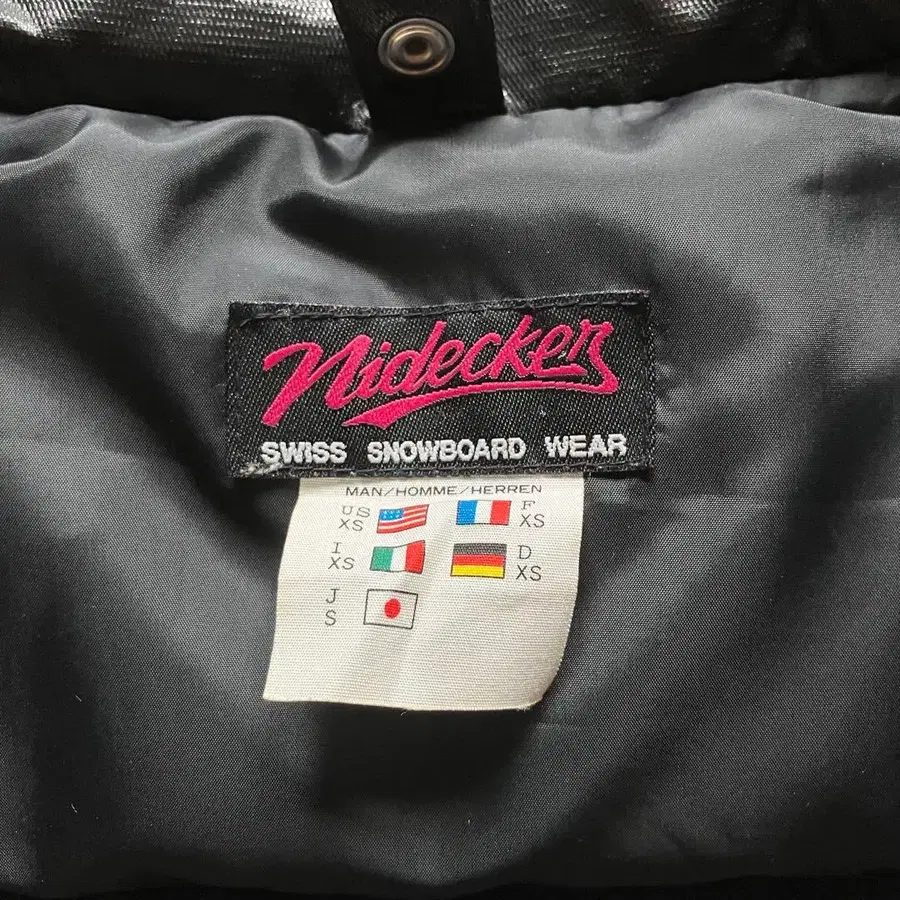 Nidecker
SWISS SNOWBOARD WEAR
MAN/HOMME/HERREN
US XS F XS
I XS D XS
J S